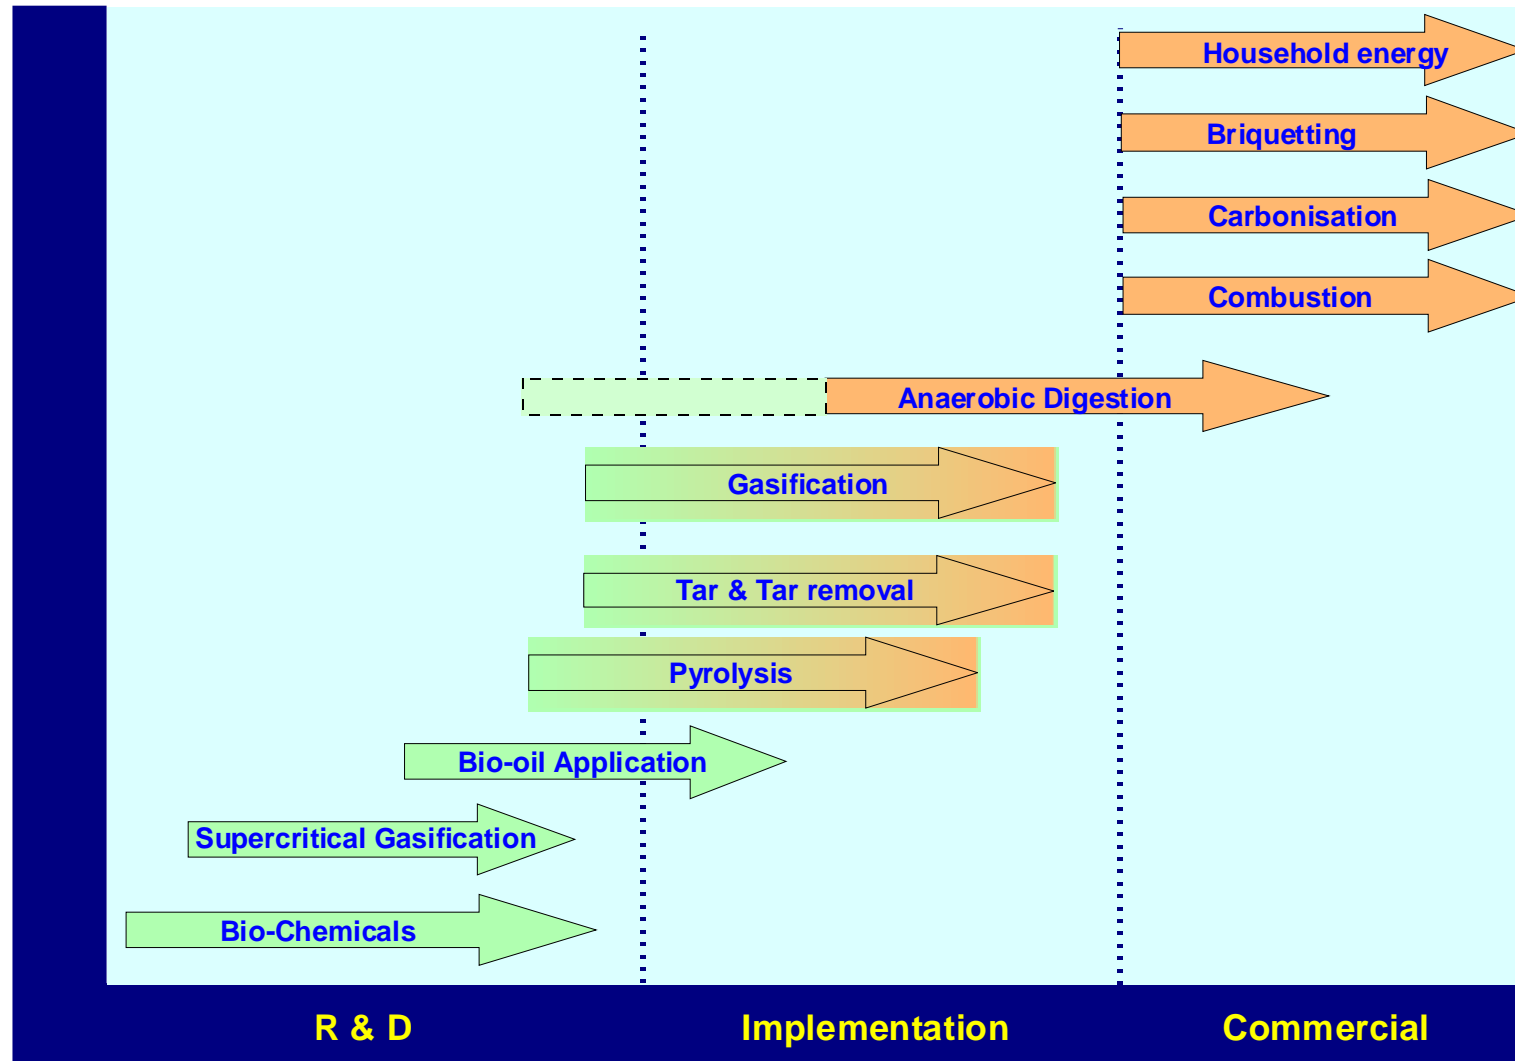 Household energy
Briquetting
Carbonisation
Combustion
Anaerobic Digestion
Gasification
Tar & Tar removal
Pyrolysis
Bio-oil Application
Supercritical Gasification
Bio-Chemicals
R & D
Implementation
Commercial